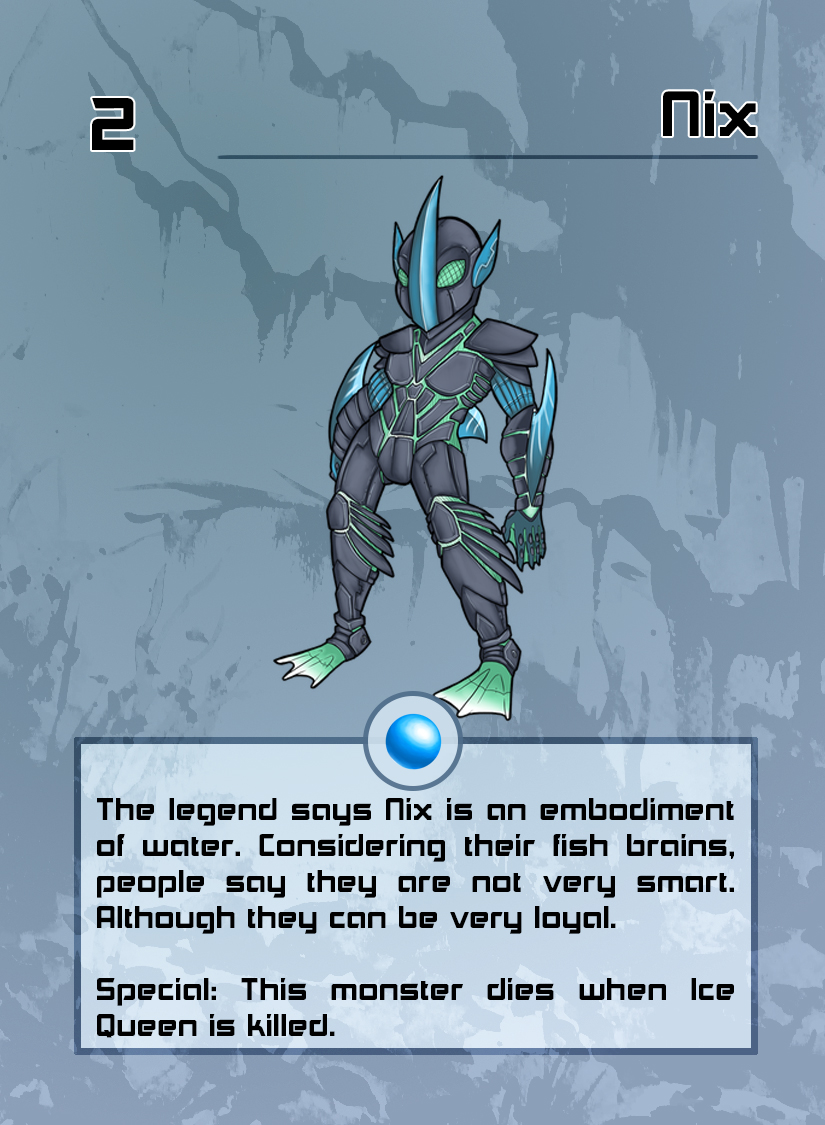 2
Nix
The legend says Nix is an embodiment
of water. Considering their fish brains,
people say they are not very smart.
Although they can be very loyal.
Special: This monster dies when Ice
Queen is killed.